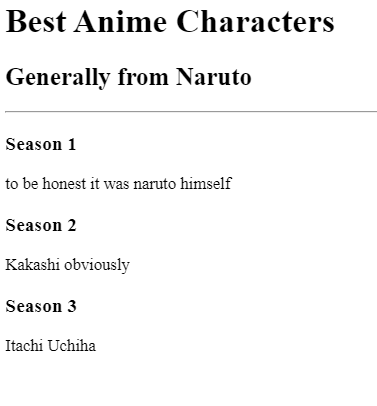 Best Anime Characters
Generally from Naruto
Season 1
to be honest it was naruto himself
Season 2
Kakashi obviously
Season 3
Itachi Uchiha